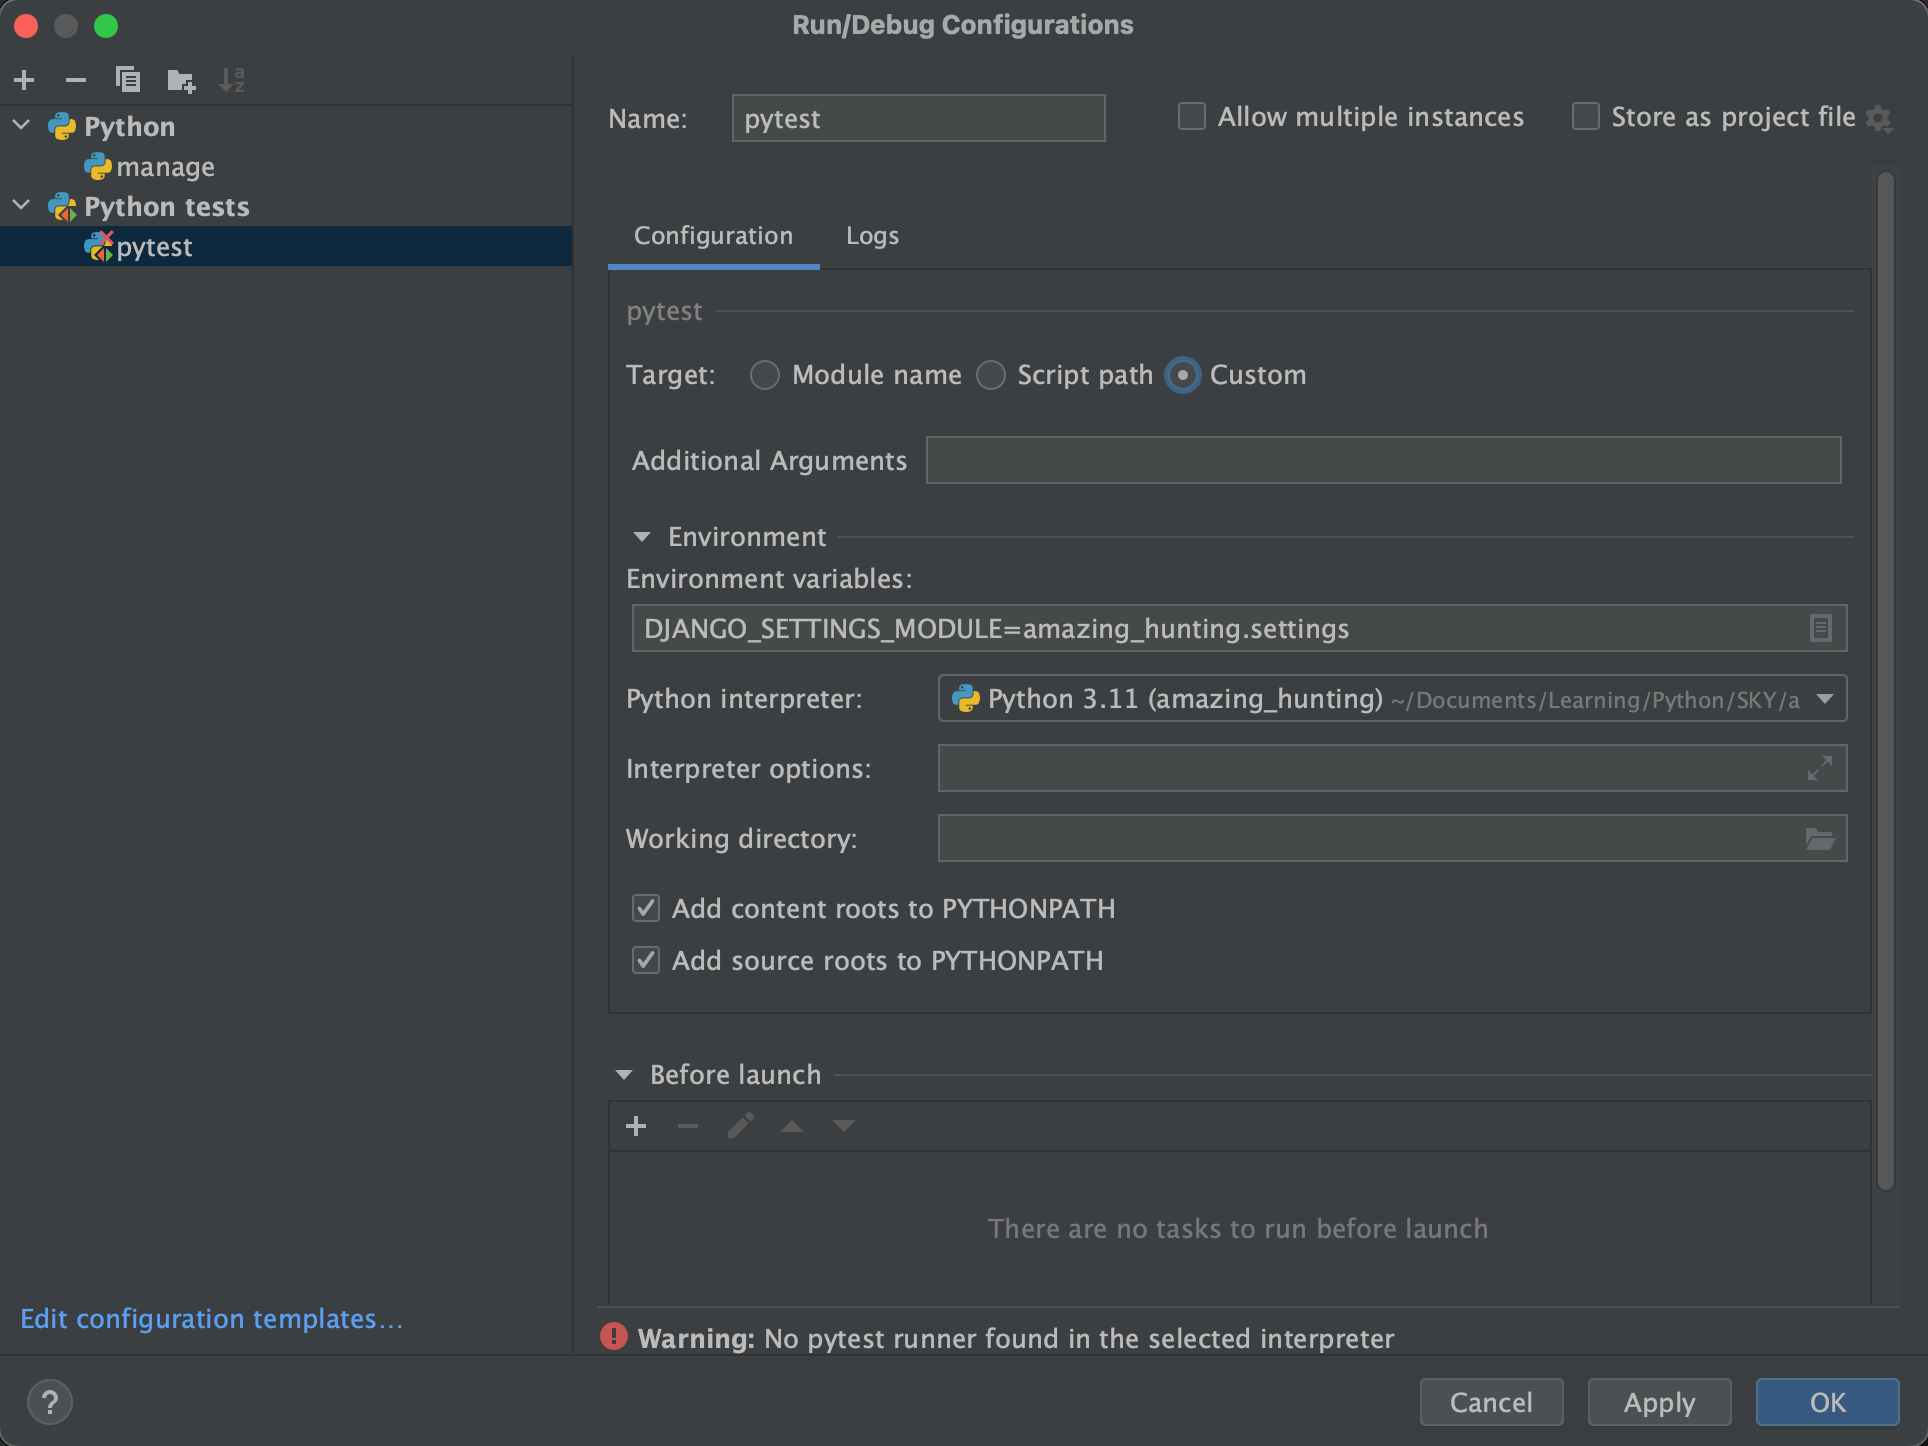 Run/Debug Configurations
Python
manage
Python tests
pytest
Edit configuration templates...
Name: pytest Allow multiple instances Store as project file
Configuration Logs
pytest
Target: Module name Script path Custom
Additional Arguments
Environment
Environment variables:
DJANGO_SETTINGS_MODULE=amazing_hunting.settings
Python interpreter: Python 3.11 (amazing_hunting) ~/Documents/Learning/Python/SKY/a
Interpreter options:
Working directory:
Add content roots to PYTHONPATH
Add source roots to PYTHONPATH
Before launch
There are no tasks to run before launch
Warning: No pytest runner found in the selected interpreter
? Cancel Apply OK